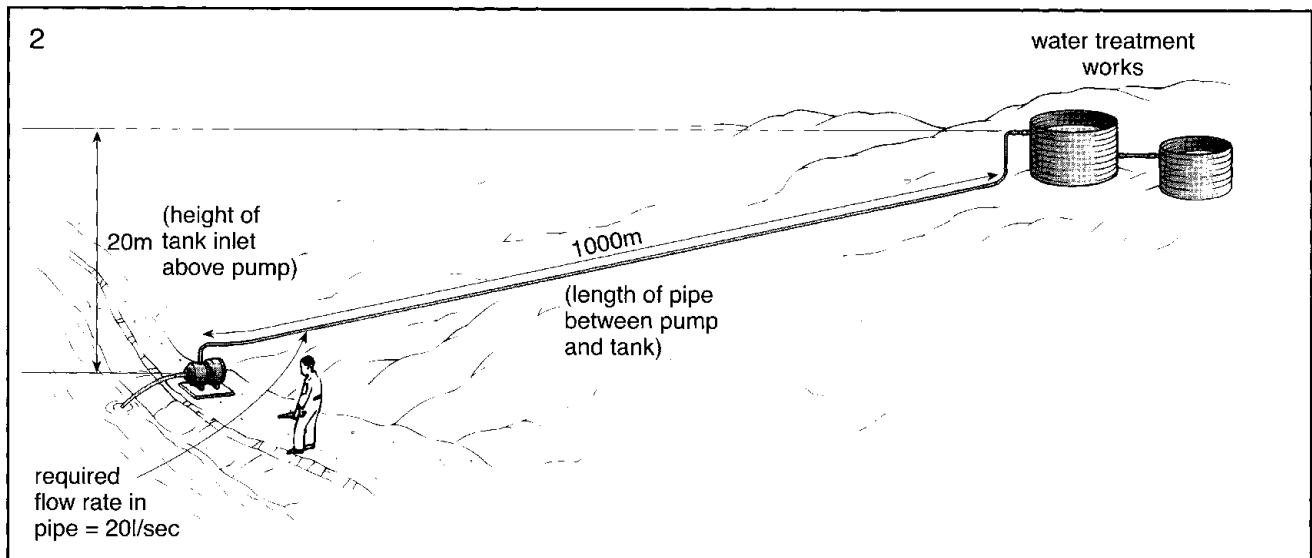 2
water treatment
works
(height of
20m tank inlet
above pump)
1000m
(length of pipe
between pump
and tank)
required
flow rate in
pipe = 20l/sec